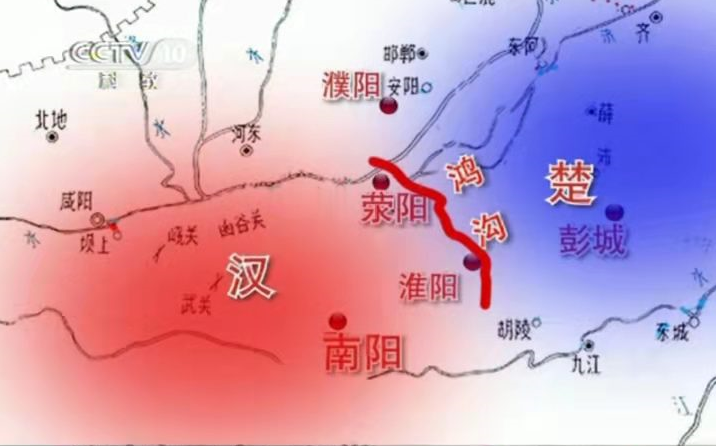 CCTV 10
科教
齐
邯郸
东阿
濮阳
安阳
薛
北地
河东
鸿沟
楚
荥阳
咸阳
水
坝上
峣关
函谷关
彭城
汉
淮阳
武关
南阳
胡陵
东城
九江
江